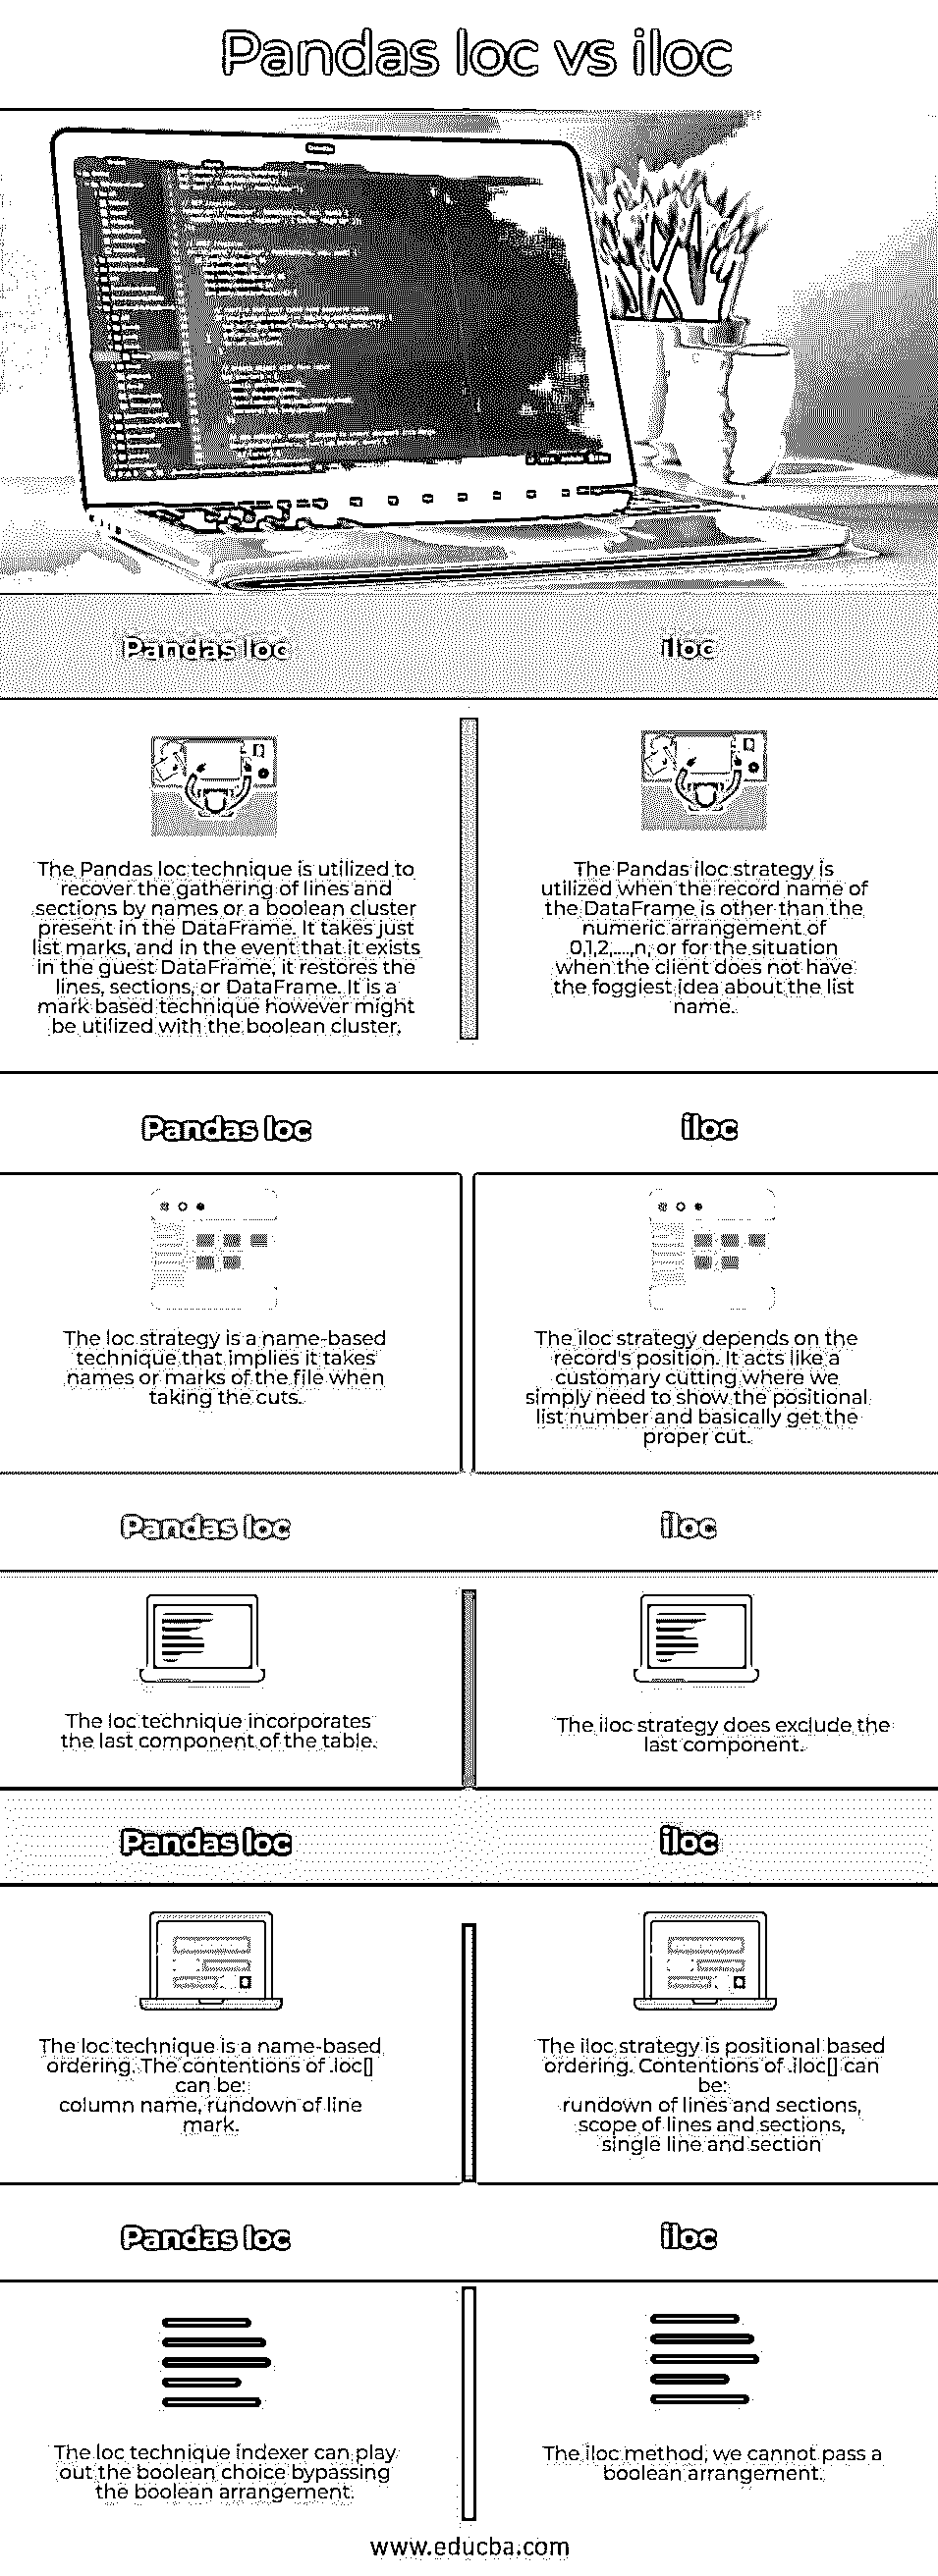 Pandas loc vs iloc
Pandas loc
iloc
The Pandas loc technique is utilized to
recover the gathering of lines and
sections by names or a boolean cluster
present in the DataFrame. It takes just
list marks, and in the event that it exists
in the guest DataFrame, it restores the
lines, sections, or DataFrame. It is a
mark based technique however might
be utilized with the boolean cluster.
The Pandas iloc strategy is
utilized when the record name of
the DataFrame is other than the
numeric arrangement of
0,1,2,....,n, or for the situation
when the client does not have
the foggiest idea about the list
name.
Pandas loc
iloc
The loc strategy is a name-based
technique that implies it takes
names or marks of the file when
taking the cuts.
The iloc strategy depends on the
record's position. It acts like a
customary cutting where we
simply need to show the positional
list number and basically get the
proper cut.
Pandas loc
iloc
The loc technique incorporates
the last component of the table.
The iloc strategy does exclude the
last component.
Pandas loc
iloc
The loc technique is a name-based
ordering. The contentions of .loc[]
can be:
column name, rundown of line
mark.
The iloc strategy is positional based
ordering. Contentions of .iloc[] can
be:
rundown of lines and sections,
scope of lines and sections,
single line and section
Pandas loc
iloc
The loc technique indexer can play
out the boolean choice bypassing
the boolean arrangement.
The iloc method, we cannot pass a
boolean arrangement.
www.educba.com